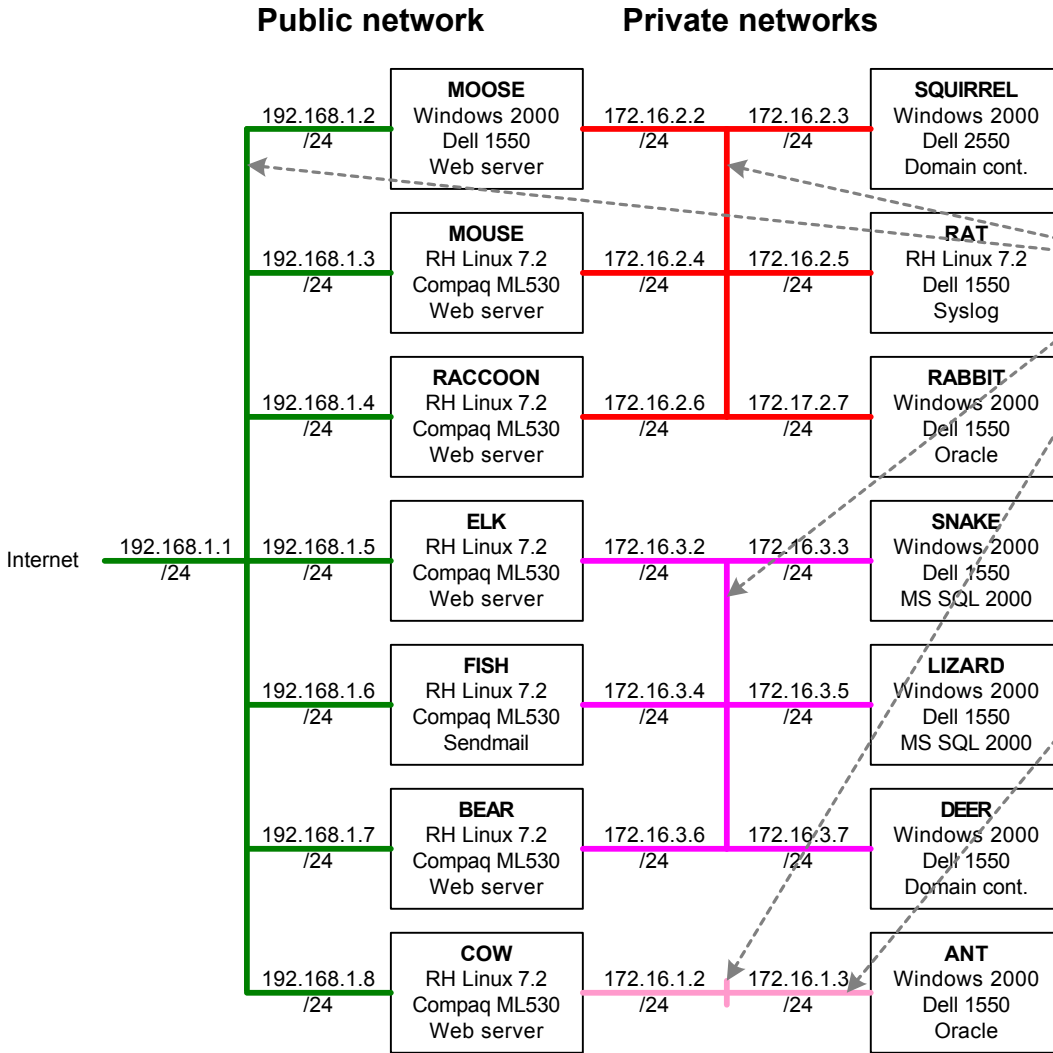 Public network Private networks
192.168.1.2
/24
MOOSE
Windows 2000
Dell 1550
Web server
172.16.2.2
/24
172.16.2.3
/24
SQUIRREL
Windows 2000
Dell 2550
Domain cont.
192.168.1.3
/24
MOUSE
RH Linux 7.2
Compaq ML530
Web server
172.16.2.4
/24
172.16.2.5
/24
RAT
RH Linux 7.2
Dell 1550
Syslog
192.168.1.4
/24
RACCOON
RH Linux 7.2
Compaq ML530
Web server
172.16.2.6
/24
172.17.2.7
/24
RABBIT
Windows 2000
Dell 1550
Oracle
Internet
192.168.1.1
/24
192.168.1.5
/24
ELK
RH Linux 7.2
Compaq ML530
Web server
172.16.3.2
/24
172.16.3.3
/24
SNAKE
Windows 2000
Dell 1550
MS SQL 2000
192.168.1.6
/24
FISH
RH Linux 7.2
Compaq ML530
Sendmail
172.16.3.4
/24
172.16.3.5
/24
LIZARD
Windows 2000
Dell 1550
MS SQL 2000
192.168.1.7
/24
BEAR
RH Linux 7.2
Compaq ML530
Web server
172.16.3.6
/24
172.16.3.7
/24
DEER
Windows 2000
Dell 1550
Domain cont.
192.168.1.8
/24
COW
RH Linux 7.2
Compaq ML530
Web server
172.16.1.2
/24
172.16.1.3
/24
ANT
Windows 2000
Dell 1550
Oracle